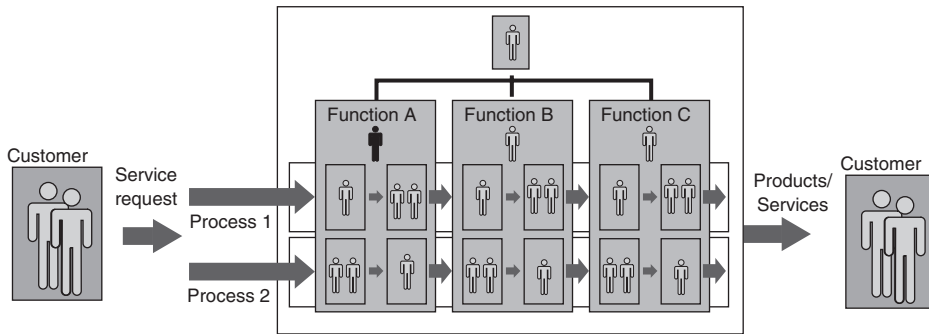 Function A
Function B
Function C
Customer
Service
request
Process 1
Process 2
Products/
Services
Customer